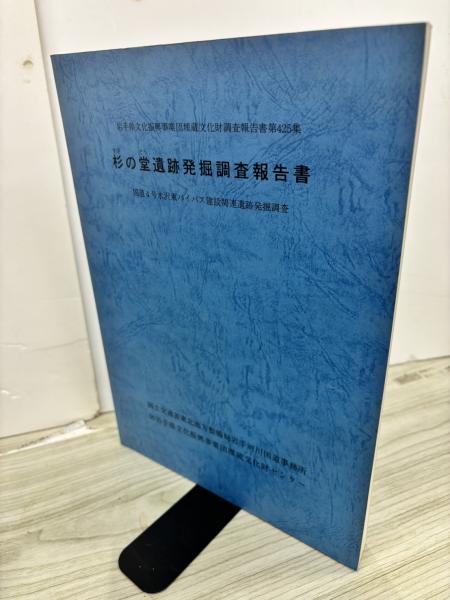 岩手県文化振興事業団埋蔵文化財調査報告書第425集
すぎ どう
杉の堂遺跡発掘調査報告書
国道4号水沢東バイパス建設関連遺跡発掘調査
国土交通省東北地方整備局岩手河川国道事務所
㈶岩手県文化振興事業団埋蔵文化財センター